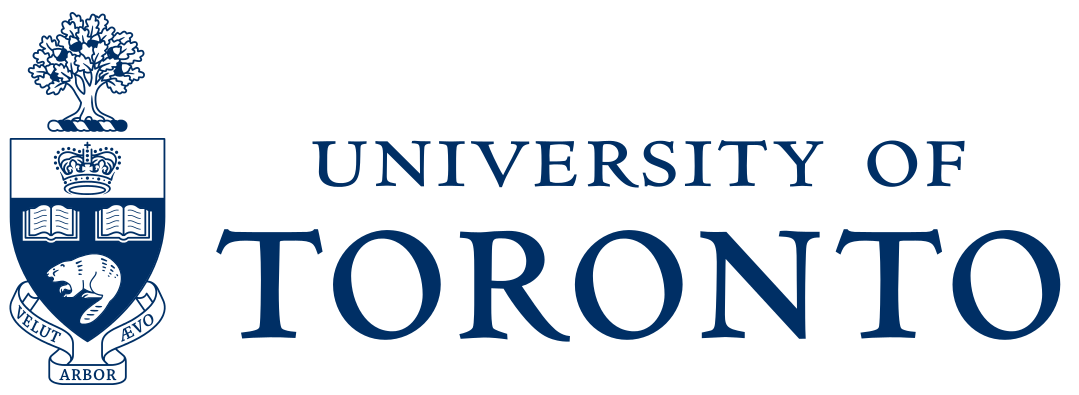 UNIVERSITY OF
TORONTO
VELUT
ARBOR
ÆVO